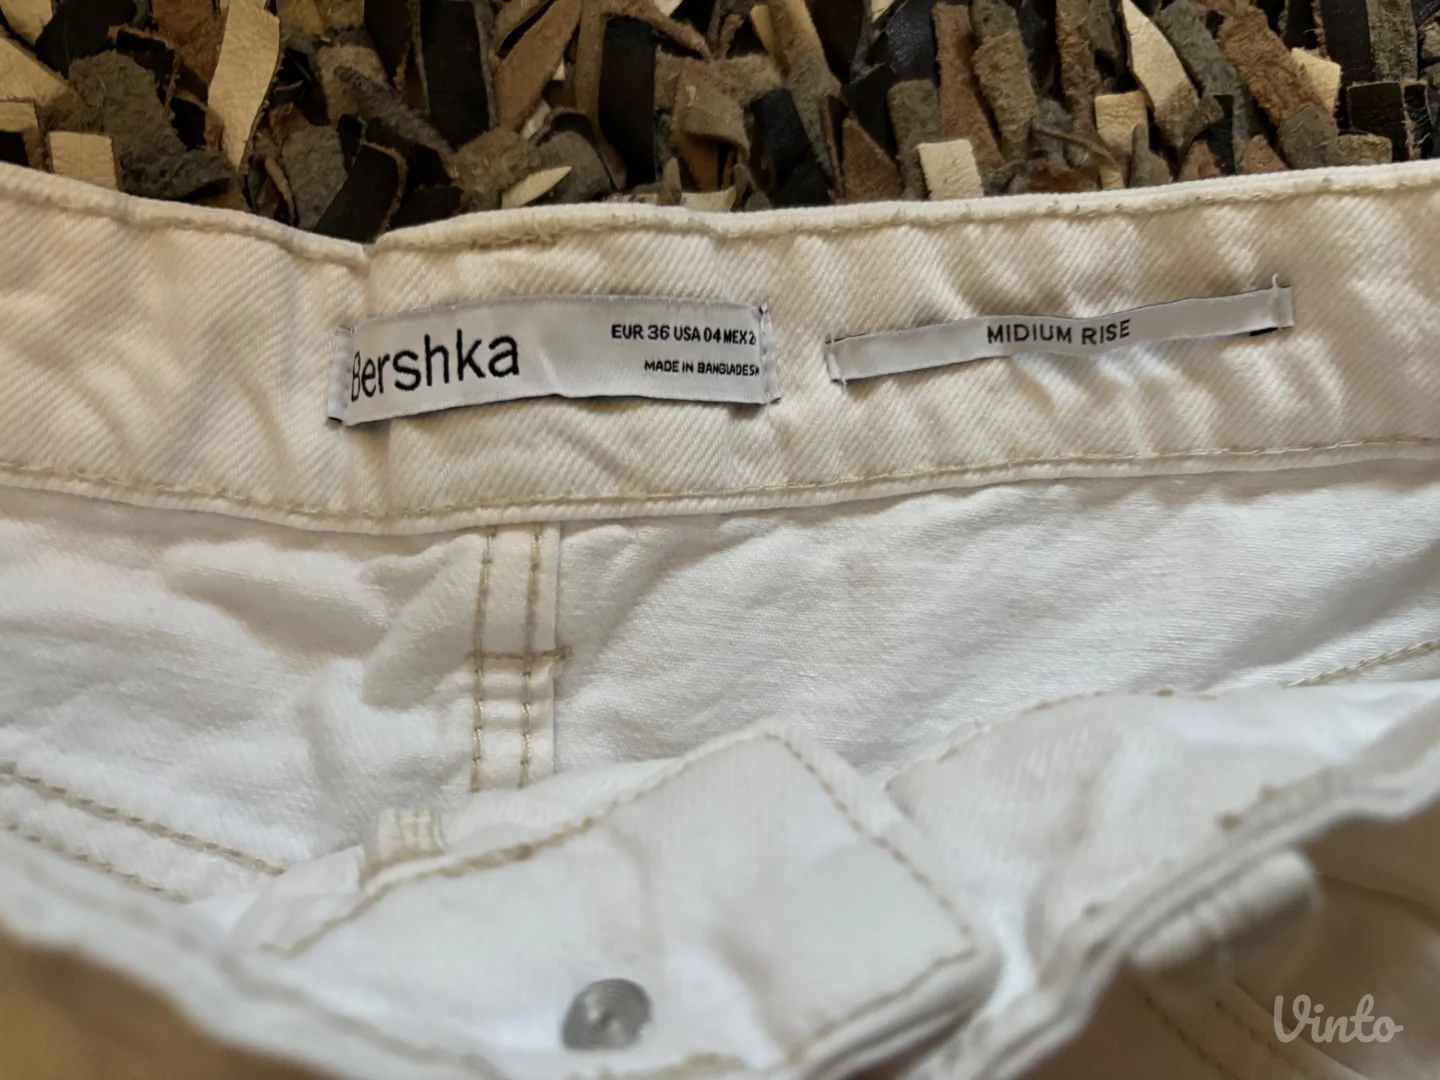 Bershka
EUR 36 USA 04 MEX 2
MADE IN BANGLADESH
MIDIUM RISE
Vinto